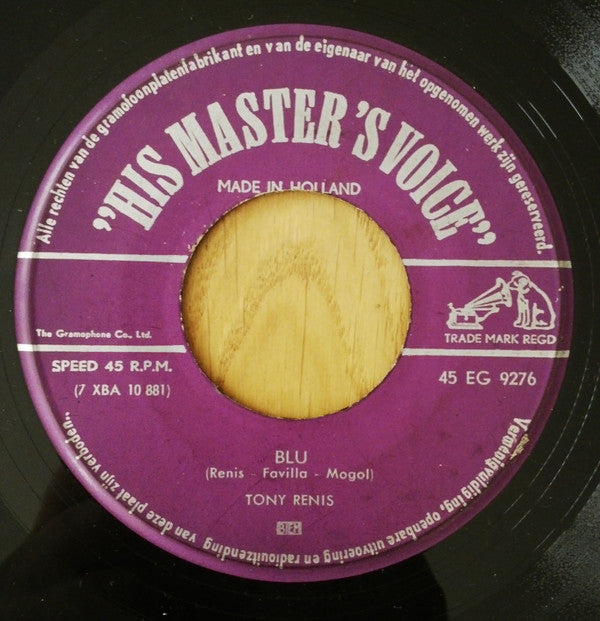 Alle rechten van de gramofoonplatenfabrikant en van de eigenaar van het opgenomen werk zijn gereserveerd.
"HIS MASTER'S VOICE"
MADE IN HOLLAND
The Gramophone Co., Ltd.
TRADE MARK REGD
SPEED 45 R.P.M.
(7 XBA 10 881)
45 EG 9276
BLU
(Renis - Favilla - Mogol)
TONY RENIS
BIEM
Vermenigvuldiging, openbare uitvoering en radiouitzending van deze plaat zijn verboden.